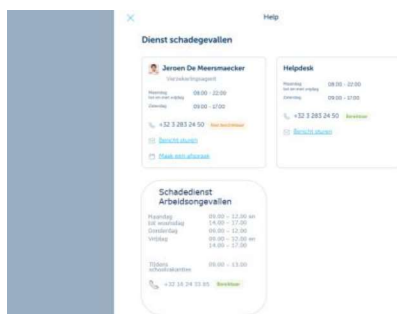 Help
Dienst schadegevallen
Jeroen De Meersmaecker
Verzekeringsagent
Maandag tot en met vrijdag 08:00 - 22:00
Zaterdag 09:00 - 17:00
+32 3 283 24 50
Bericht sturen
Maak een afspraak
Helpdesk
Maandag tot en met vrijdag 08:00 - 22:00
Zaterdag 09:00 - 17:00
+32 3 283 24 50 Bereikbaar
Bericht sturen
Schadedienst
Arbeidsongevallen
Maandag 09.00 - 12.00 en
tot woensdag 14.00 - 17.00
Donderdag 09.00 - 12.00
Vrijdag 09.00 - 12.00 en
14.00 - 17.00
Tijdens
schoolvakanties
Bereikbaar